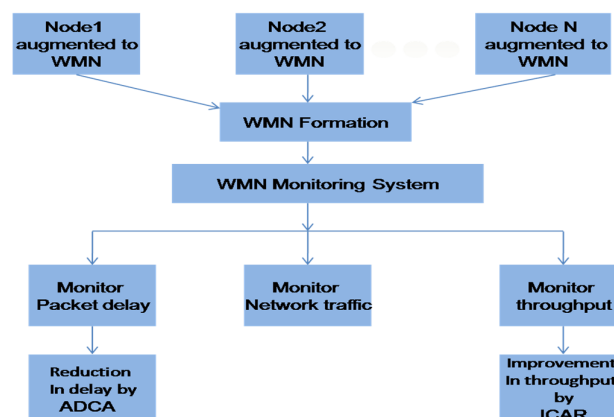 Node1
augmented to
WMN
Node2
augmented to
WMN
Node N
augmented to
WMN
WMN Formation
WMN Monitoring System
Monitor
Packet delay
Monitor
Network traffic
Monitor
throughput
Reduction
In delay by
ADCA
Improvement
In throughput
by
ICAR